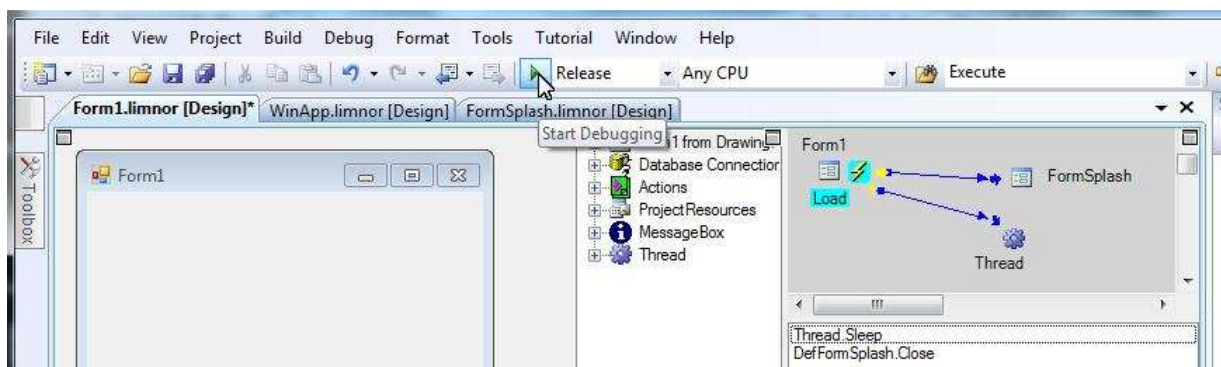 File Edit View Project Build Debug Format Tools Tutorial Window Help
Release Any CPU Execute
Form1.limnor [Design]* WinApp.limnor [Design] FormSplash.limnor [Design]
Start Debugging
from Drawing
Form1
Database Connection
Actions
ProjectResources
MessageBox
Thread
Toolbox
Form1
Load
FormSplash
Thread
Thread.Sleep
DefFormSplash.Close